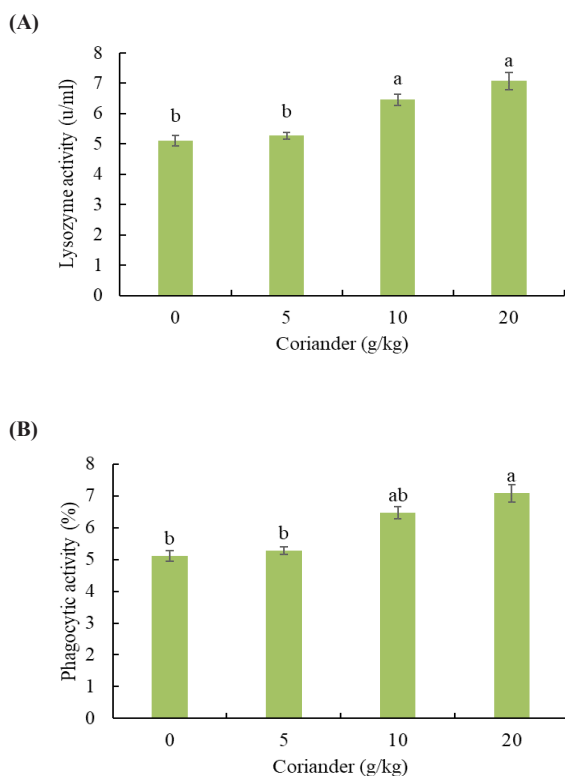 (A)
Lysozyme activity (u/ml)
8
7
6
5
4
3
2
1
0
b
b
a
a
0 5 10 20
Coriander (g/kg)
(B)
Phagocytic activity (%)
8
7
6
5
4
3
2
1
0
b
b
ab
a
0 5 10 20
Coriander (g/kg)